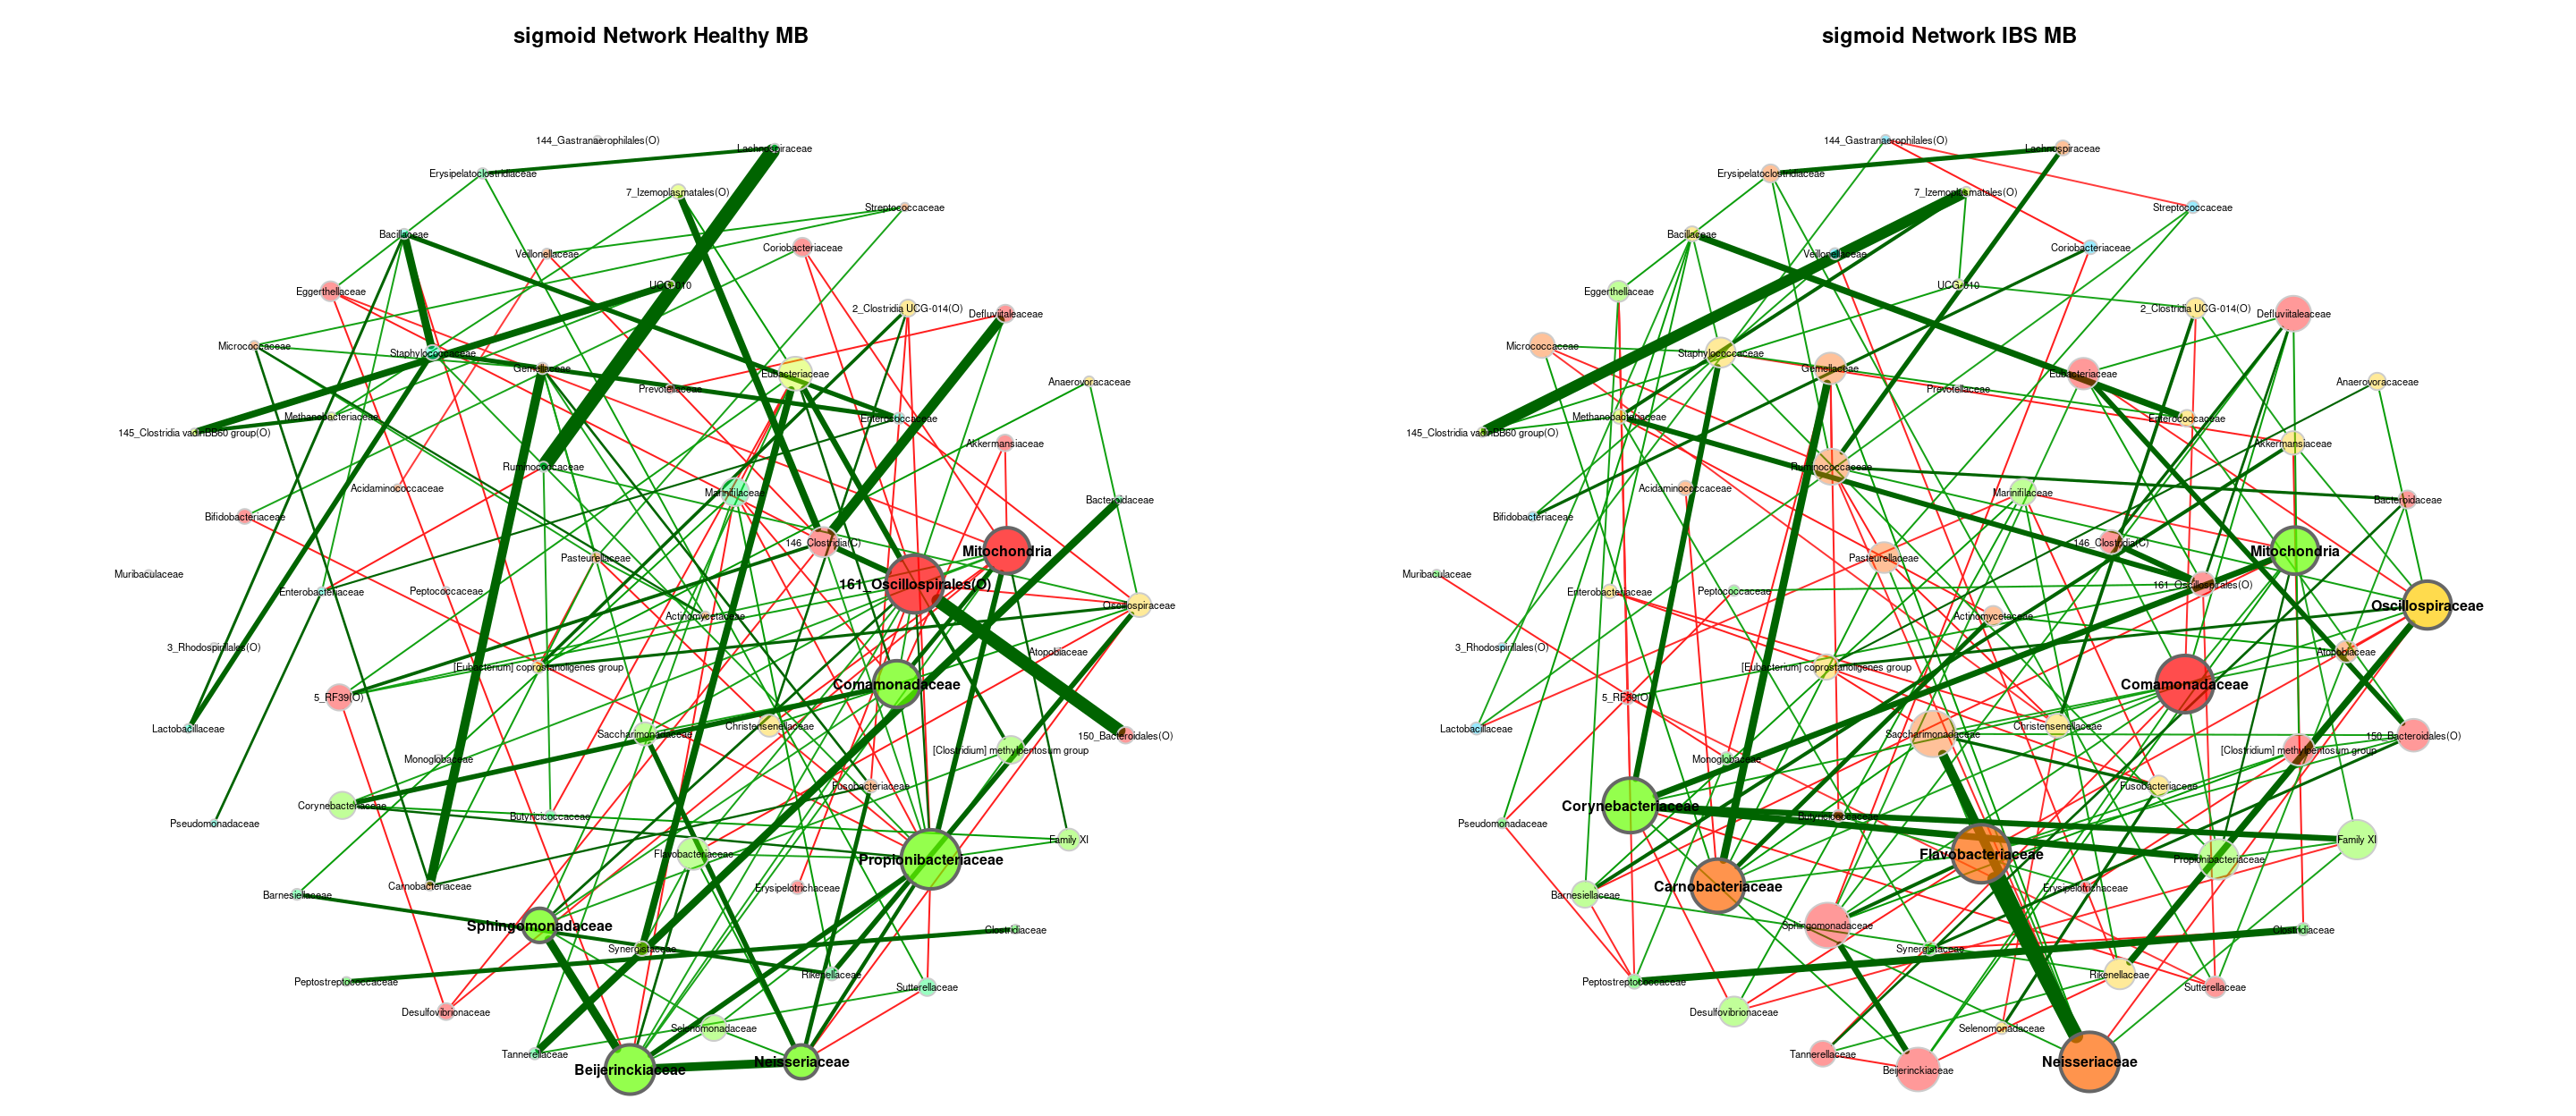 sigmoid Network Healthy MB
144_Gastranaerophilales(O)
Lachnospiraceae
Erysipelatoclostridiaceae
7_Izemoplasmatales(O)
Streptococcaceae
Bacillaceae
Veillonellaceae
Coriobacteriaceae
Eggerthellaceae
UCG-010
2_Clostridia UCG-014(O)
Defluviitaleaceae
Micrococcaceae
Staphylococcaceae
Gemellaceae
Eubacteriaceae
Prevotellaceae
Anaerovoracaceae
Methanobacteriaceae
Enterococcaceae
145_Clostridia vadinBB60 group(O)
Akkermansiaceae
Ruminococcaceae
Acidaminococcaceae
Marinifilaceae
Bacteroidaceae
Bifidobacteriaceae
146_Clostridia(C)
Mitochondria
Pasteurellaceae
Muribaculaceae
161_Oscillospirales(O)
Enterobacteriaceae
Peptococcaceae
Oscillospiraceae
Actinomycetaceae
3_Rhodospirillales(O)
Atopobiaceae
[Eubacterium] coprostanoligenes group
Comamonadaceae
5_RF39(O)
Lactobacillaceae
Christensenellaceae
Saccharimonadaceae
150_Bacteroidales(O)
[Clostridium] methylpentosum group
Monoglobaceae
Fusobacteriaceae
Corynebacteriaceae
Butyricicoccaceae
Pseudomonadaceae
Family XI
Flavobacteriaceae
Propionibacteriaceae
Carnobacteriaceae
Erysipelotrichaceae
Barnesiellaceae
Sphingomonadaceae
Clostridiaceae
Synergistaceae
Rikenellaceae
Peptostreptococcaceae
Sutterellaceae
Desulfovibrionaceae
Selenomonadaceae
Tannerellaceae
Neisseriaceae
Beijerinckiaceae
sigmoid Network IBS MB
144_Gastranaerophilales(O)
Lachnospiraceae
Erysipelatoclostridiaceae
7_Izemoplasmatales(O)
Streptococcaceae
Bacillaceae
Veillonellaceae
Coriobacteriaceae
Eggerthellaceae
UCG-010
2_Clostridia UCG-014(O)
Defluviitaleaceae
Micrococcaceae
Staphylococcaceae
Gemellaceae
Eubacteriaceae
Prevotellaceae
Anaerovoracaceae
Methanobacteriaceae
Enterococcaceae
145_Clostridia vadinBB60 group(O)
Akkermansiaceae
Ruminococcaceae
Acidaminococcaceae
Marinifilaceae
Bacteroidaceae
Bifidobacteriaceae
146_Clostridia(C)
Mitochondria
Pasteurellaceae
Muribaculaceae
161_Oscillospirales(O)
Enterobacteriaceae
Peptococcaceae
Oscillospiraceae
Actinomycetaceae
3_Rhodospirillales(O)
Atopobiaceae
[Eubacterium] coprostanoligenes group
Comamonadaceae
5_RF39(O)
Lactobacillaceae
Christensenellaceae
Saccharimonadaceae
150_Bacteroidales(O)
[Clostridium] methylpentosum group
Monoglobaceae
Fusobacteriaceae
Corynebacteriaceae
Butyricicoccaceae
Pseudomonadaceae
Family XI
Flavobacteriaceae
Propionibacteriaceae
Carnobacteriaceae
Erysipelotrichaceae
Barnesiellaceae
Sphingomonadaceae
Clostridiaceae
Synergistaceae
Rikenellaceae
Peptostreptococcaceae
Sutterellaceae
Desulfovibrionaceae
Selenomonadaceae
Tannerellaceae
Neisseriaceae
Beijerinckiaceae